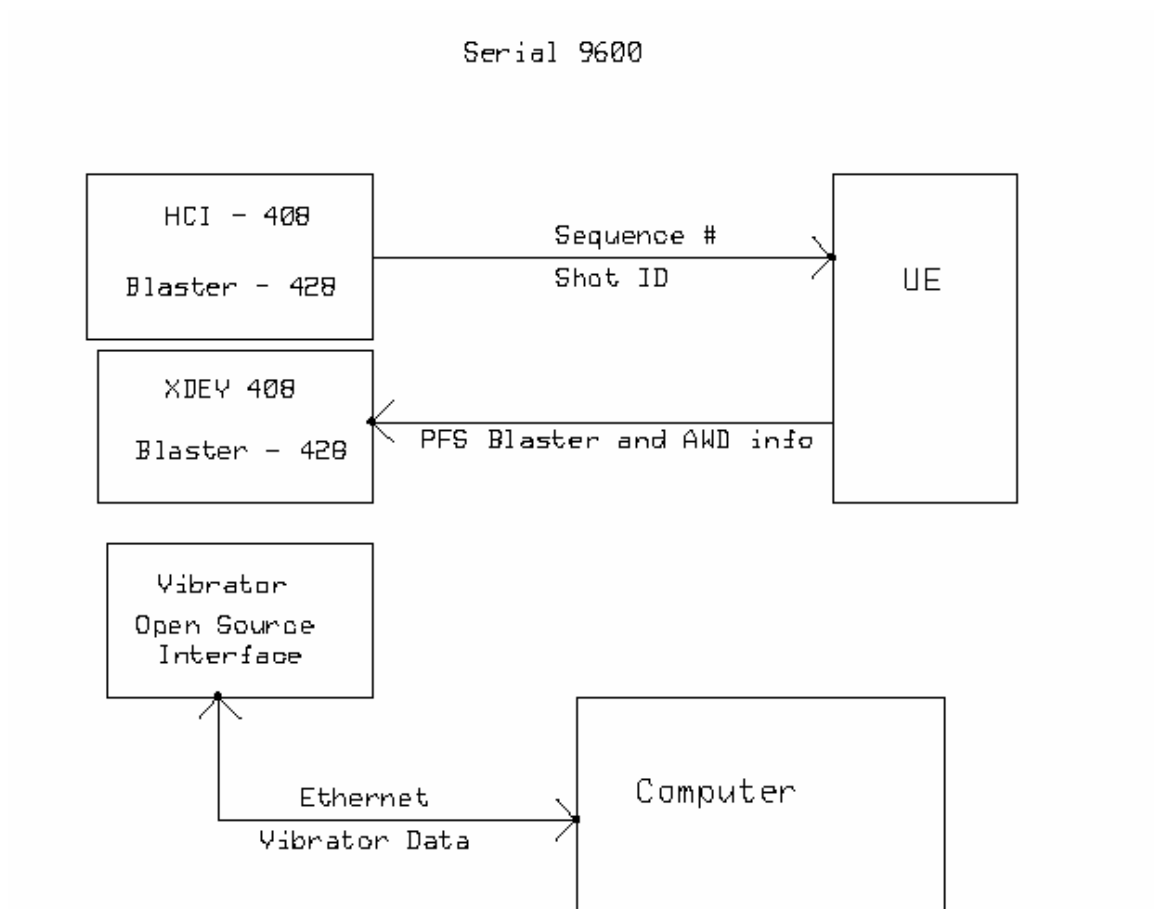 Serial 9600
HCI - 408
Blaster - 428
Sequence #
Shot ID
UE
XDEV 408
Blaster - 428
PFS Blaster and AWD info
Vibrator
Open Source
Interface
Ethernet
Vibrator Data
Computer